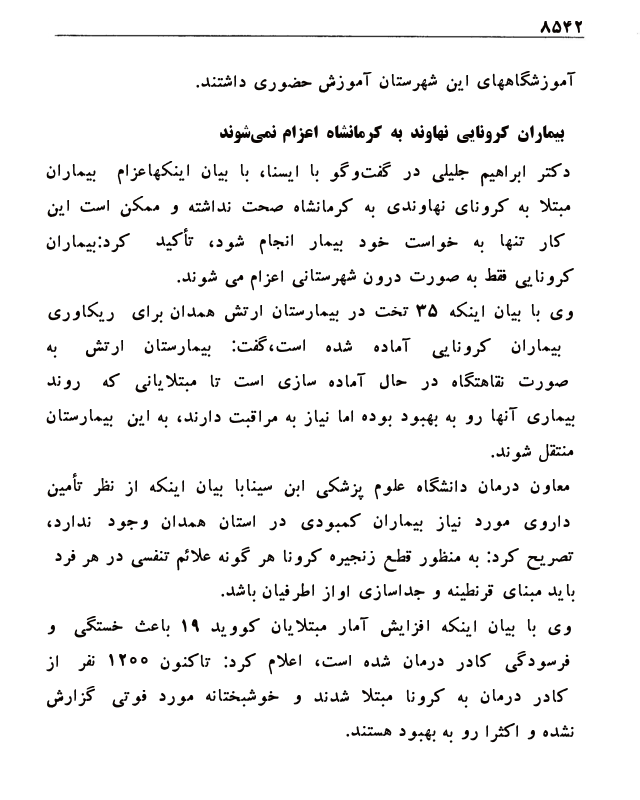 ۸۵۴۲
آموزشگاههای این شهرستان آموزش حضوری داشتند.
بیماران کرونایی نهاوند به کرمانشاه اعزام نمی‌شوند
دکتر ابراهیم جلیلی در گفت‌وگو با ایسنا، با بیان اینکهاعزام بیماران
مبتلا به کرونای نهاوندی به کرمانشاه صحت نداشته و ممکن است این
کار تنها به خواست خود بیمار انجام شود، تأکید کرد:بیماران
کرونایی فقط به صورت درون شهرستانی اعزام می شوند.
وی با بیان اینکه ۳۵ تخت در بیمارستان ارتش همدان برای ریکاوری
بیماران کرونایی آماده شده است،گفت: بیمارستان ارتش به
صورت نقاهتگاه در حال آماده سازی است تا مبتلایانی که روند
بیماری آنها رو به بهبود بوده اما نیاز به مراقبت دارند، به این بیمارستان
منتقل شوند.
معاون درمان دانشگاه علوم پزشکی ابن سینابا بیان اینکه از نظر تأمین
داروی مورد نیاز بیماران کمبودی در استان همدان وجود ندارد،
تصریح کرد: به منظور قطع زنجیره کرونا هر گونه علائم تنفسی در هر فرد
باید مبنای قرنطینه و جداسازی اواز اطرفیان باشد.
وی با بیان اینکه افزایش آمار مبتلایان کووید ۱۹ باعث خستگی و
فرسودگی کادر درمان شده است، اعلام کرد: تاکنون ۱۲۰۰ نفر از
کادر درمان به کرونا مبتلا شدند و خوشبختانه مورد فوتی گزارش
نشده و اکثرا رو به بهبود هستند.